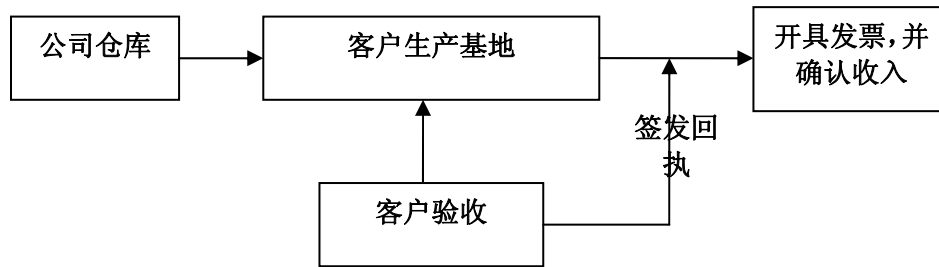 公司仓库
客户生产基地
开具发票，并
确认收入
签发回
执
客户验收